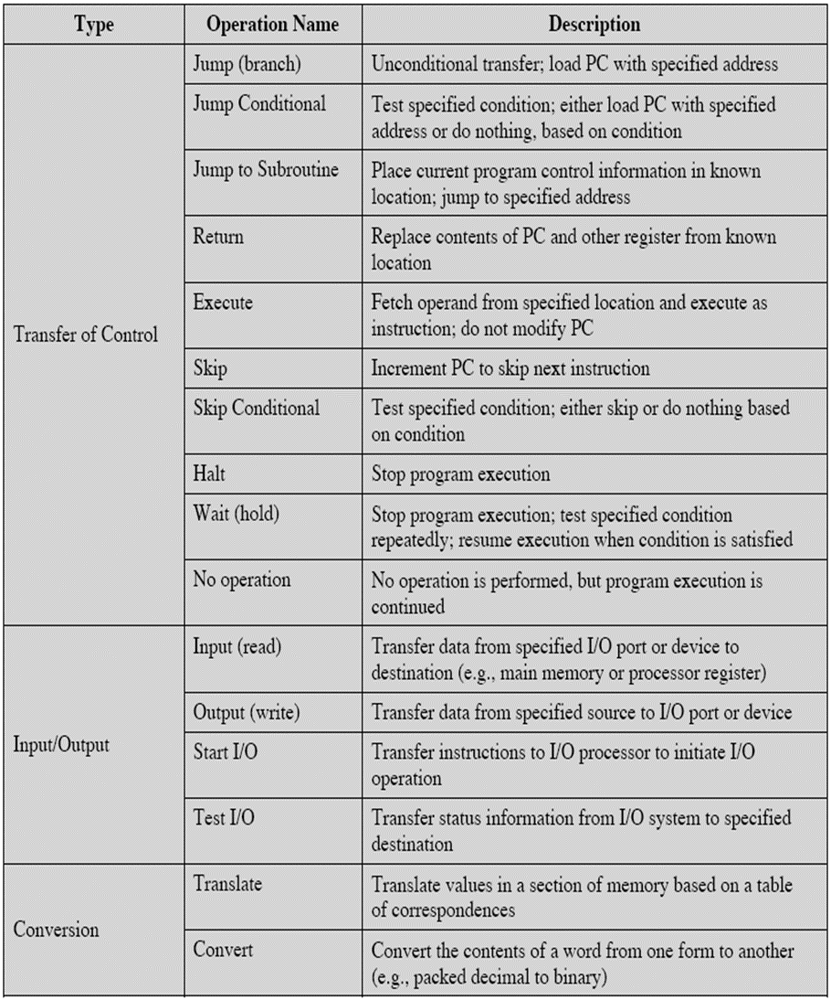 Type Operation Name Description
Jump (branch) Unconditional transfer; load PC with specified address
Jump Conditional Test specified condition; either load PC with specified
address or do nothing, based on condition
Jump to Subroutine Place current program control information in known
location; jump to specified address
Return Replace contents of PC and other register from known
location
Transfer of Control
Execute Fetch operand from specified location and execute as
instruction; do not modify PC
Skip Increment PC to skip next instruction
Skip Conditional Test specified condition; either skip or do nothing based
on condition
Halt Stop program execution
Wait (hold) Stop program execution; test specified condition
repeatedly; resume execution when condition is satisfied
No operation No operation is performed, but program execution is
continued
Input/Output
Input (read) Transfer data from specified I/O port or device to
destination (e.g., main memory or processor register)
Output (write) Transfer data from specified source to I/O port or device
Start I/O Transfer instructions to I/O processor to initiate I/O
operation
Test I/O Transfer status information from I/O system to specified
destination
Conversion
Translate Translate values in a section of memory based on a table
of correspondences
Convert Convert the contents of a word from one form to another
(e.g., packed decimal to binary)